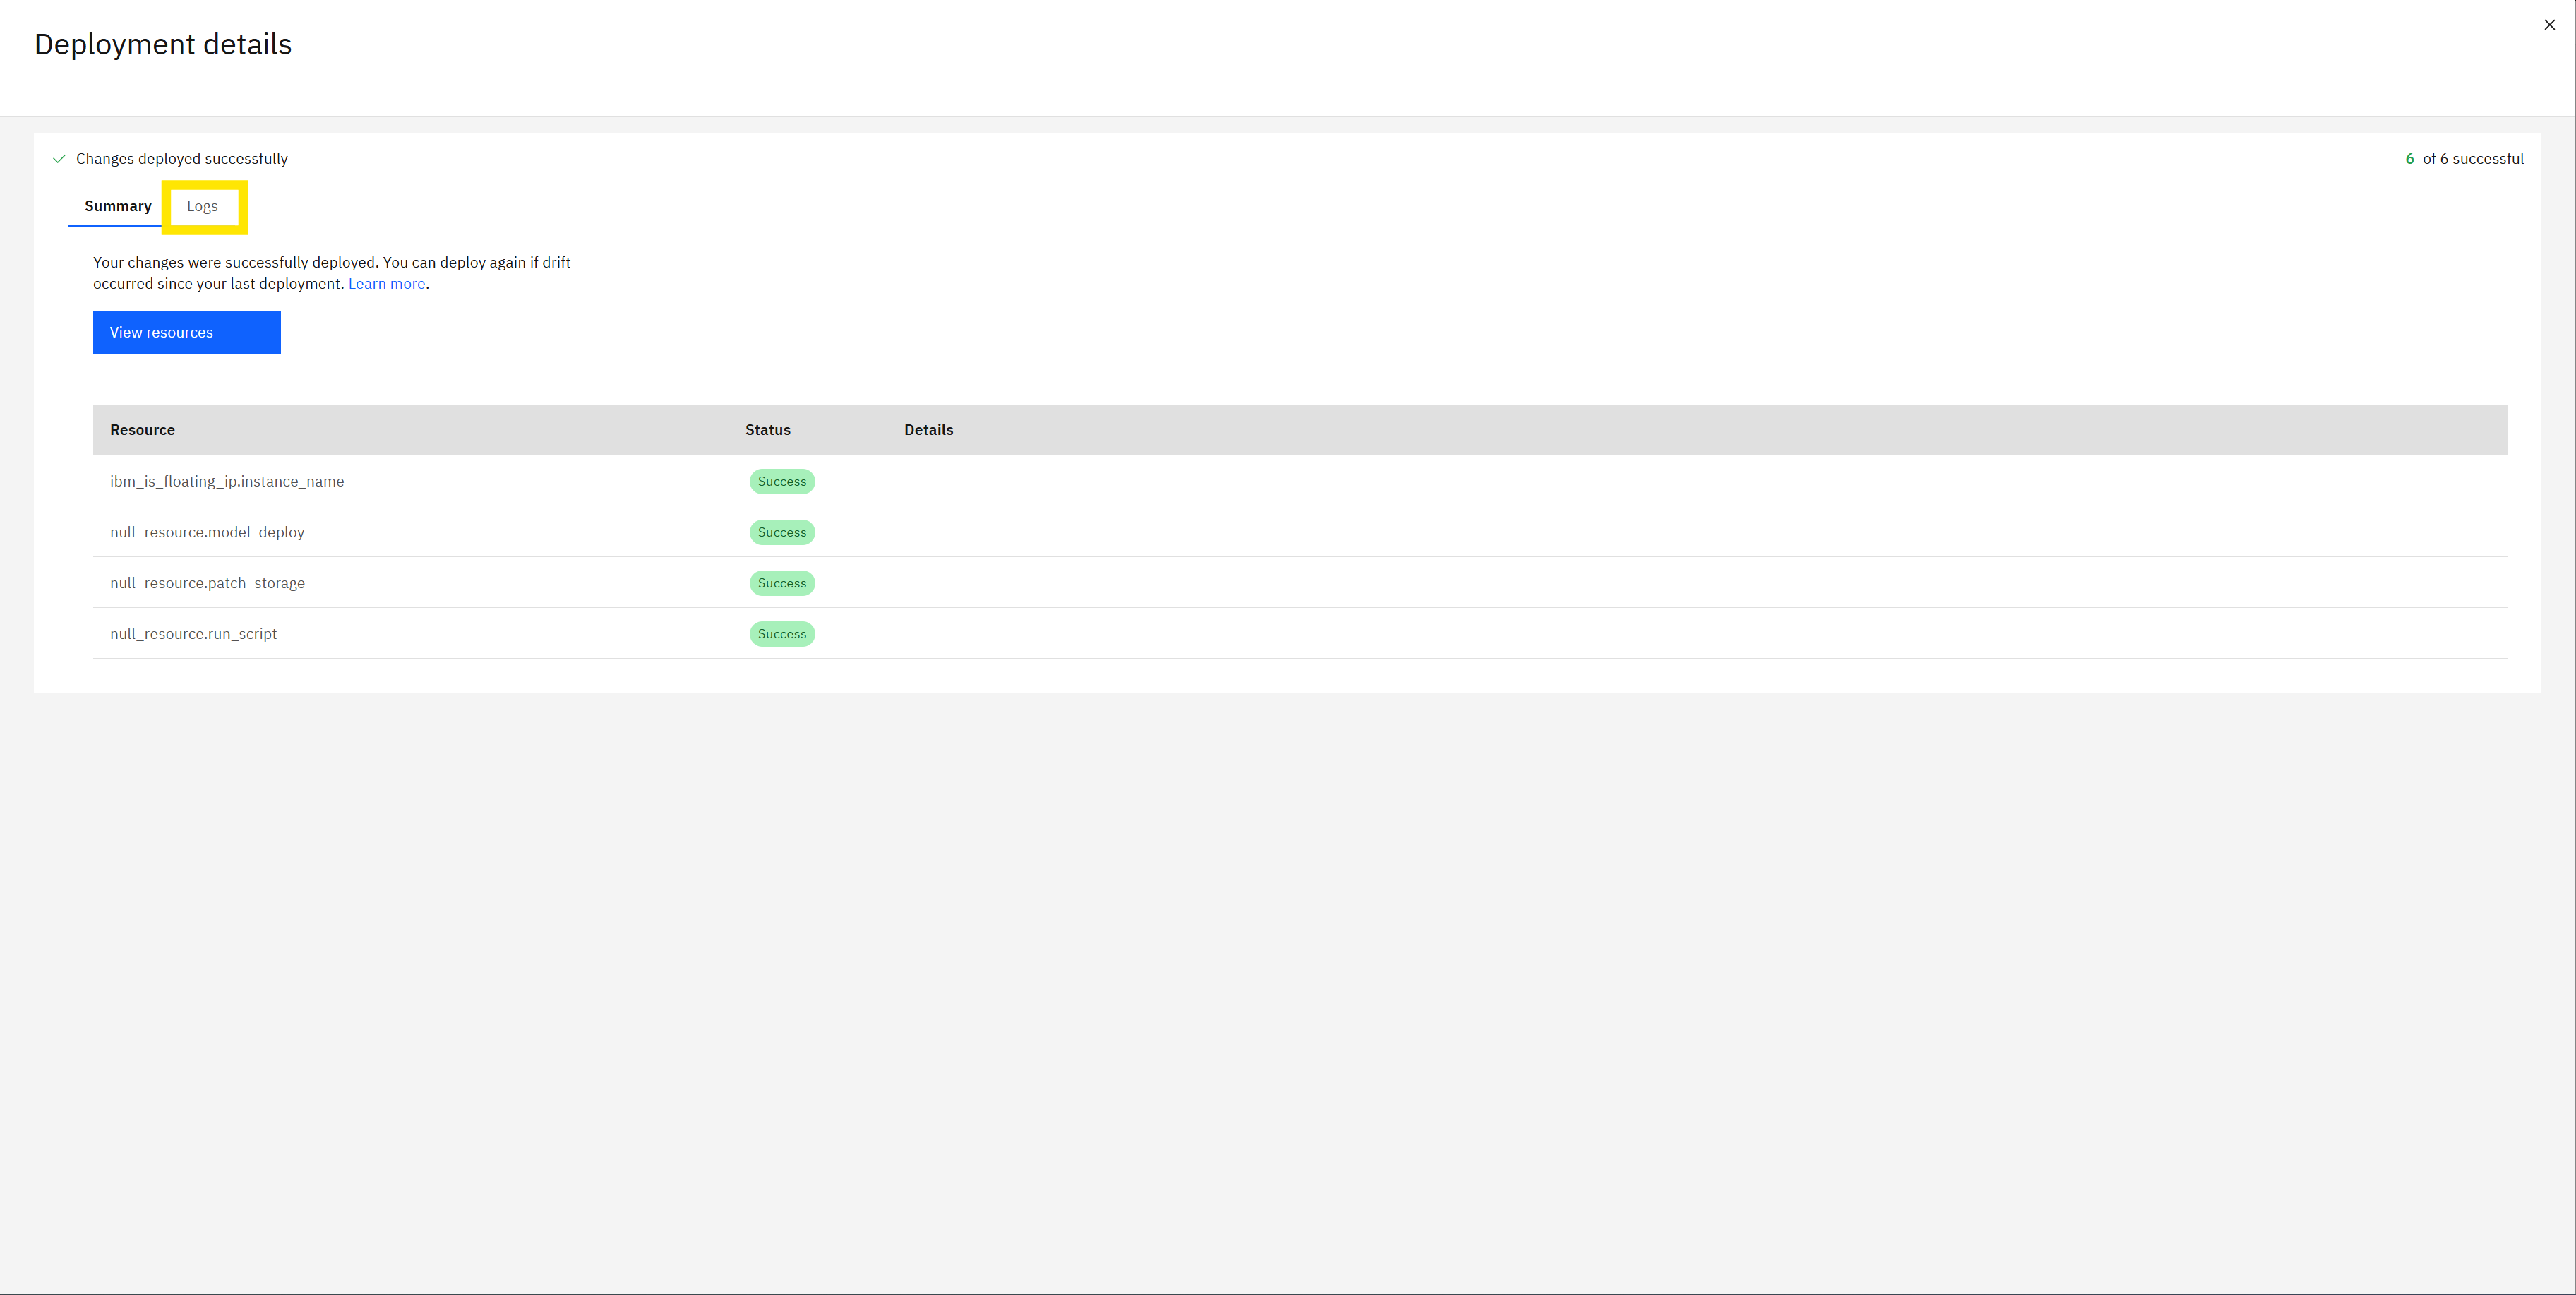 Deployment details
Changes deployed successfully
6 of 6 successful
Summary
Logs
Your changes were successfully deployed. You can deploy again if drift
occurred since your last deployment. Learn more.
View resources
Resource Status Details
ibm_is_floating_ip.instance_name Success
null_resource.model_deploy Success
null_resource.patch_storage Success
null_resource.run_script Success